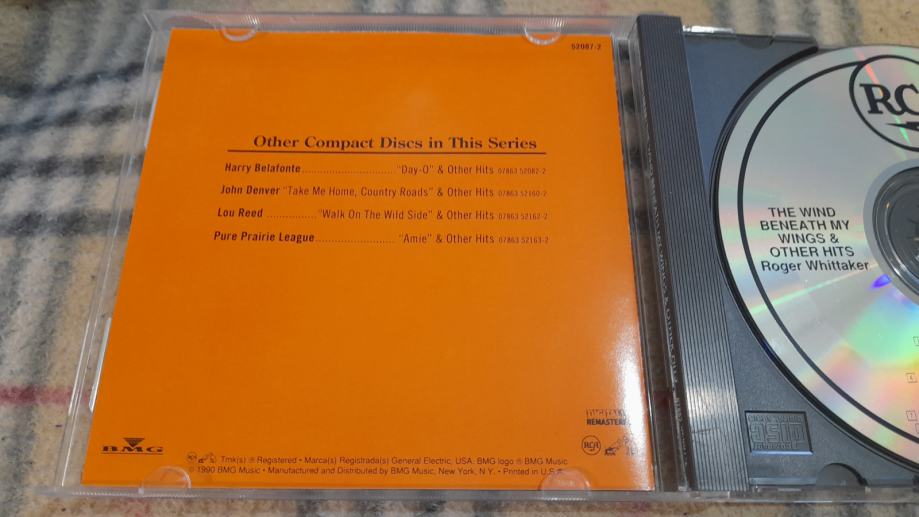 52087-2
Other Compact Discs in This Series
Harry Belafonte.............................."Day-O" & Other Hits 07863 52082-2
John Denver "Take Me Home, Country Roads" & Other Hits 07863 52160-2
Lou Reed ................"Walk On The Wild Side" & Other Hits 07863 52162-2
Pure Prairie League......................... "Amie" & Other Hits 07863 52163-2
DIGITALLY
REMASTERED
RCA
BMG
Tmk(s) ® Registered • Marca(s) Registrada(s) General Electric, USA. BMG logo ® BMG Music
© 1990 BMG Music • Manufactured and Distributed by BMG Music, New York, N.Y. • Printed in U.S.A.
RC
THE WIND
BENEATH MY
WINGS &
OTHER HITS
Roger Whittaker